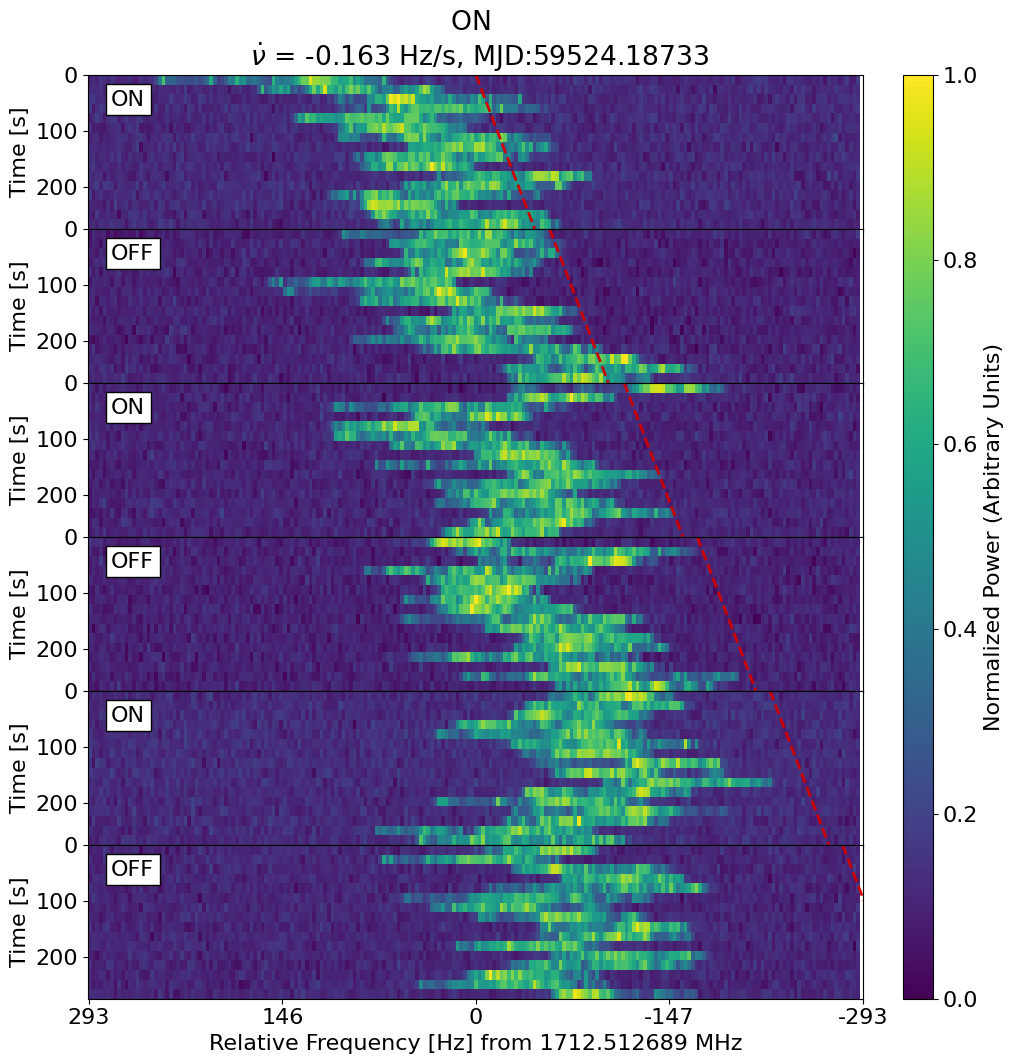 ON
ν̇ = -0.163 Hz/s, MJD:59524.18733
0
ON
100
Time [s]
200
0
OFF
100
Time [s]
200
0
ON
100
Time [s]
200
0
OFF
100
Time [s]
200
0
ON
100
Time [s]
200
0
OFF
100
Time [s]
200
293 146 0 -147 -293
Relative Frequency [Hz] from 1712.512689 MHz
1.0
0.8
0.6
0.4
0.2
0.0
Normalized Power (Arbitrary Units)